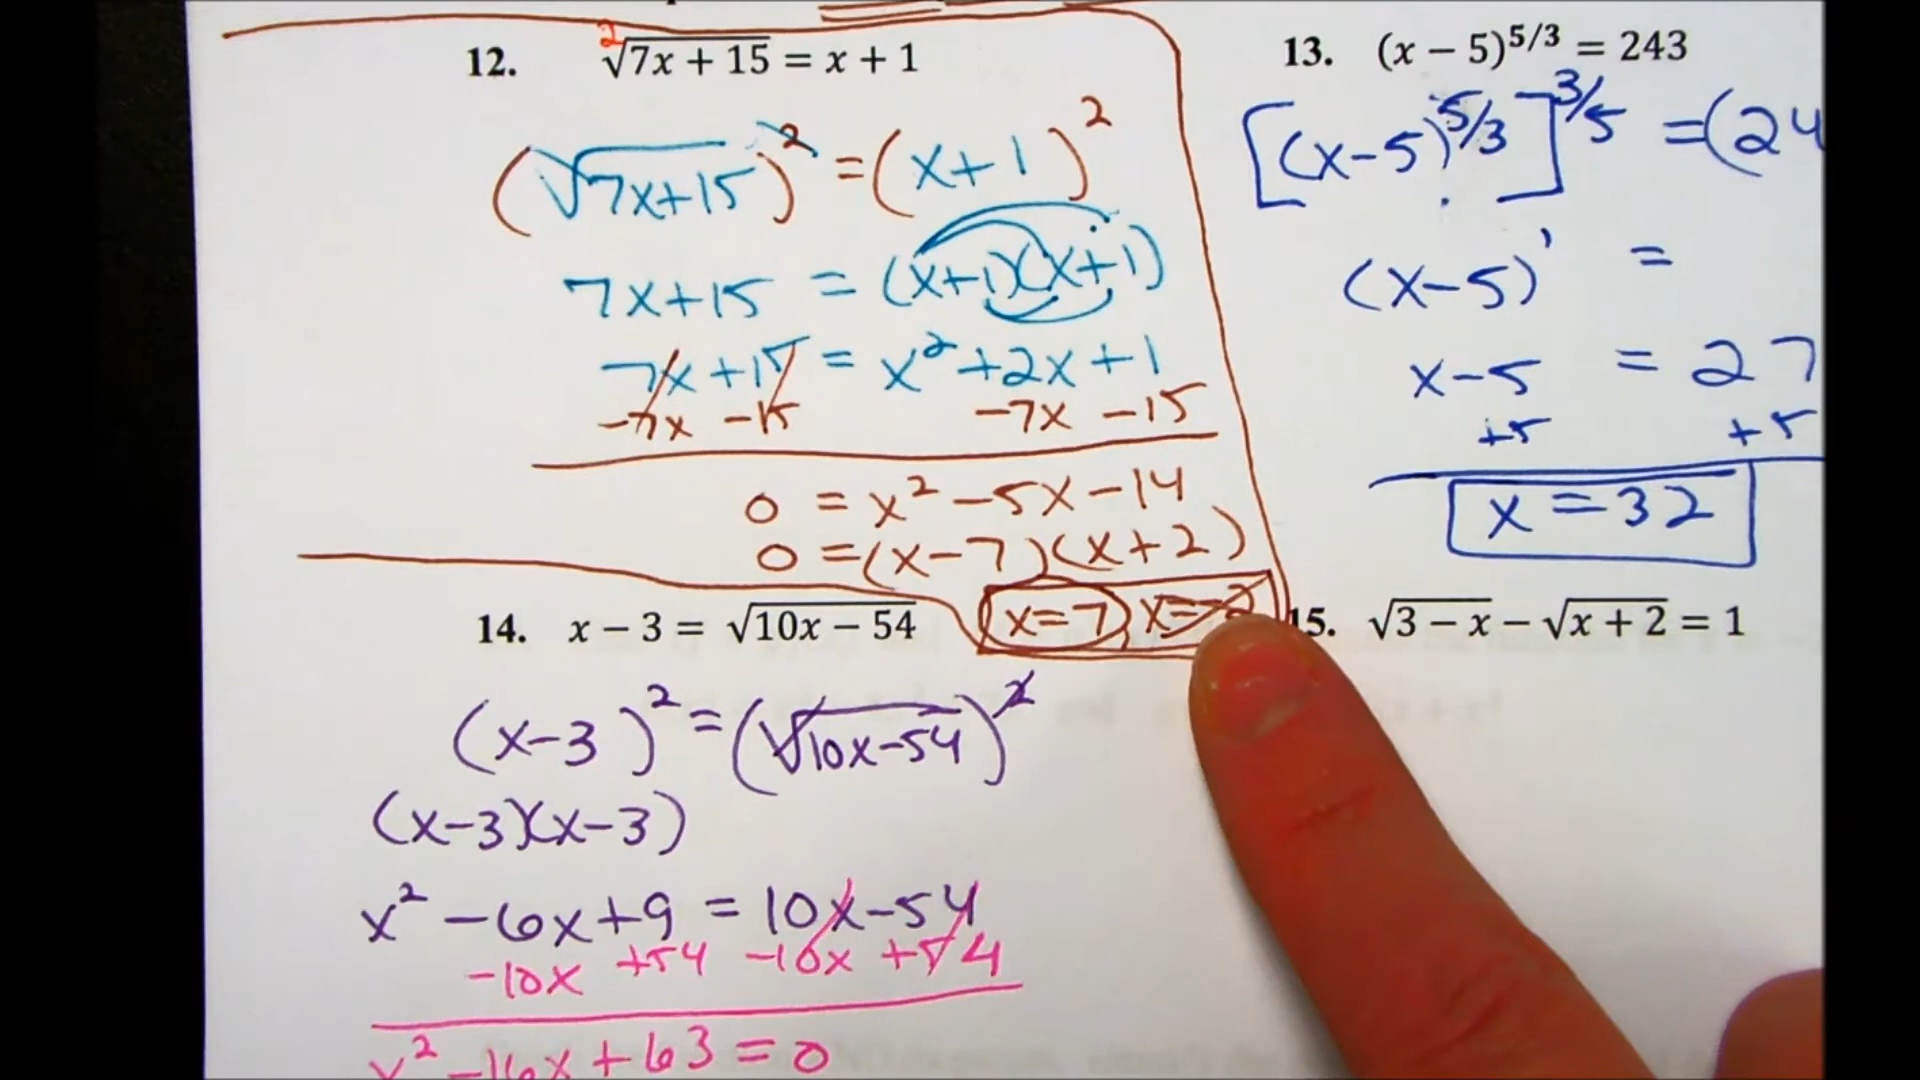 12. ²√7x + 15 = x + 1
(√7x+15)² = (x+1)²
7x+15 = (x+1)(x+1)
7x+15 = x²+2x+1
-7x -15 -7x -15
0 = x² -5x-14
0 = (x-7)(x+2)
x=7, x=-2
13. (x − 5)^5/3 = 243
[(x-5)^5/3]^3/5 = (24
(x-5)' =
x-5 = 27
+5 +5
x = 32
14. x − 3 = √10x − 54
(x-3)² = (√10x-54)²
(x-3)(x-3)
x² -6x+9 = 10x-54
-10x +54 -10x +54
x² -16x + 63 = 0
15. √3 − x − √x + 2 = 1